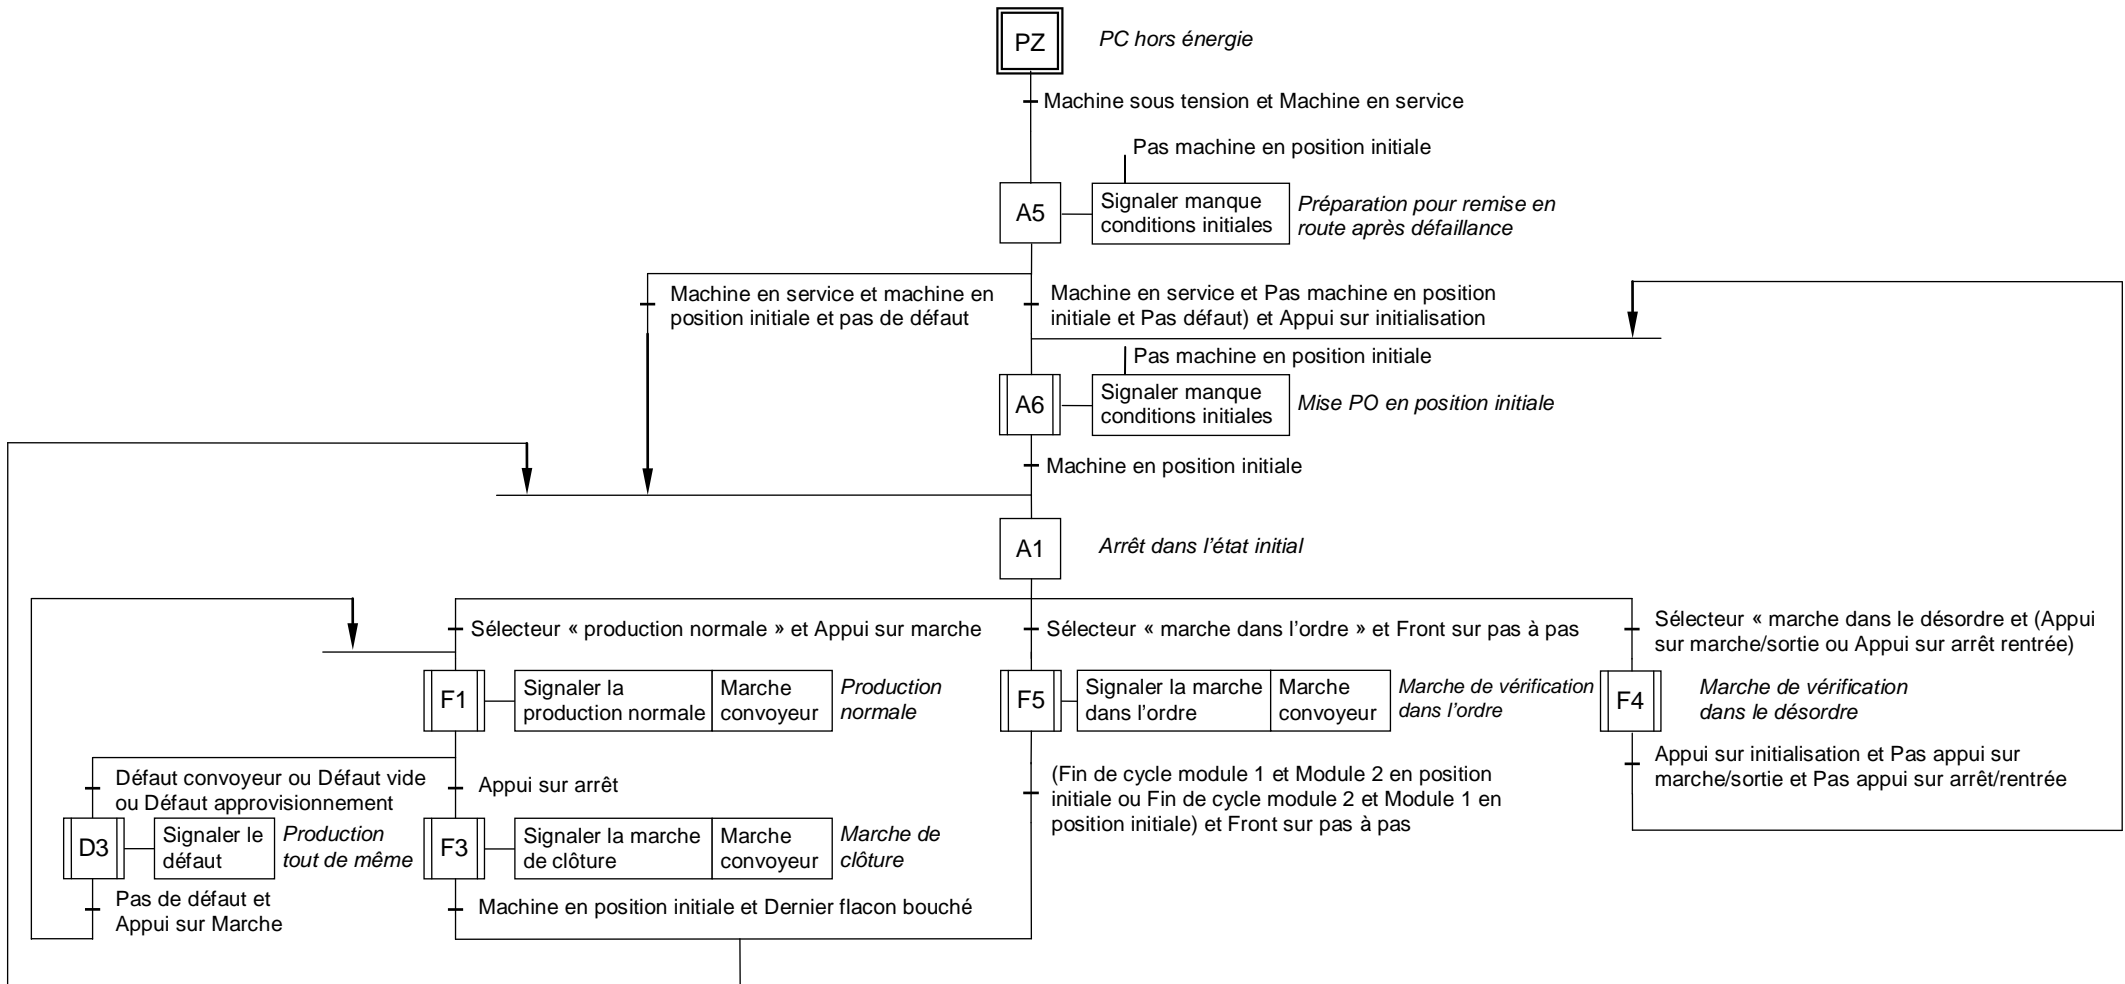 PZ
PC hors énergie
Machine sous tension et Machine en service
Pas machine en position initiale
A5
Signaler manque
conditions initiales
Préparation pour remise en
route après défaillance
Machine en service et machine en
position initiale et pas de défaut
Machine en service et Pas machine en position
initiale et Pas défaut) et Appui sur initialisation
Pas machine en position initiale
A6
Signaler manque
conditions initiales
Mise PO en position initiale
Machine en position initiale
A1
Arrêt dans l’état initial
Sélecteur « production normale » et Appui sur marche
Sélecteur « marche dans l’ordre » et Front sur pas à pas
Sélecteur « marche dans le désordre et (Appui
sur marche/sortie ou Appui sur arrêt rentrée)
F1
Signaler la
production normale
Marche
convoyeur
Production
normale
F5
Signaler la marche
dans l’ordre
Marche
convoyeur
Marche de vérification
dans l’ordre
F4
Marche de vérification
dans le désordre
Défaut convoyeur ou Défaut vide
ou Défaut approvisionnement
Appui sur arrêt
(Fin de cycle module 1 et Module 2 en position
initiale ou Fin de cycle module 2 et Module 1 en
position initiale) et Front sur pas à pas
Appui sur initialisation et Pas appui sur
marche/sortie et Pas appui sur arrêt/rentrée
D3
Signaler le
défaut
Production
tout de même
F3
Signaler la marche
de clôture
Marche
convoyeur
Marche de
clôture
Pas de défaut et
Appui sur Marche
Machine en position initiale et Dernier flacon bouché